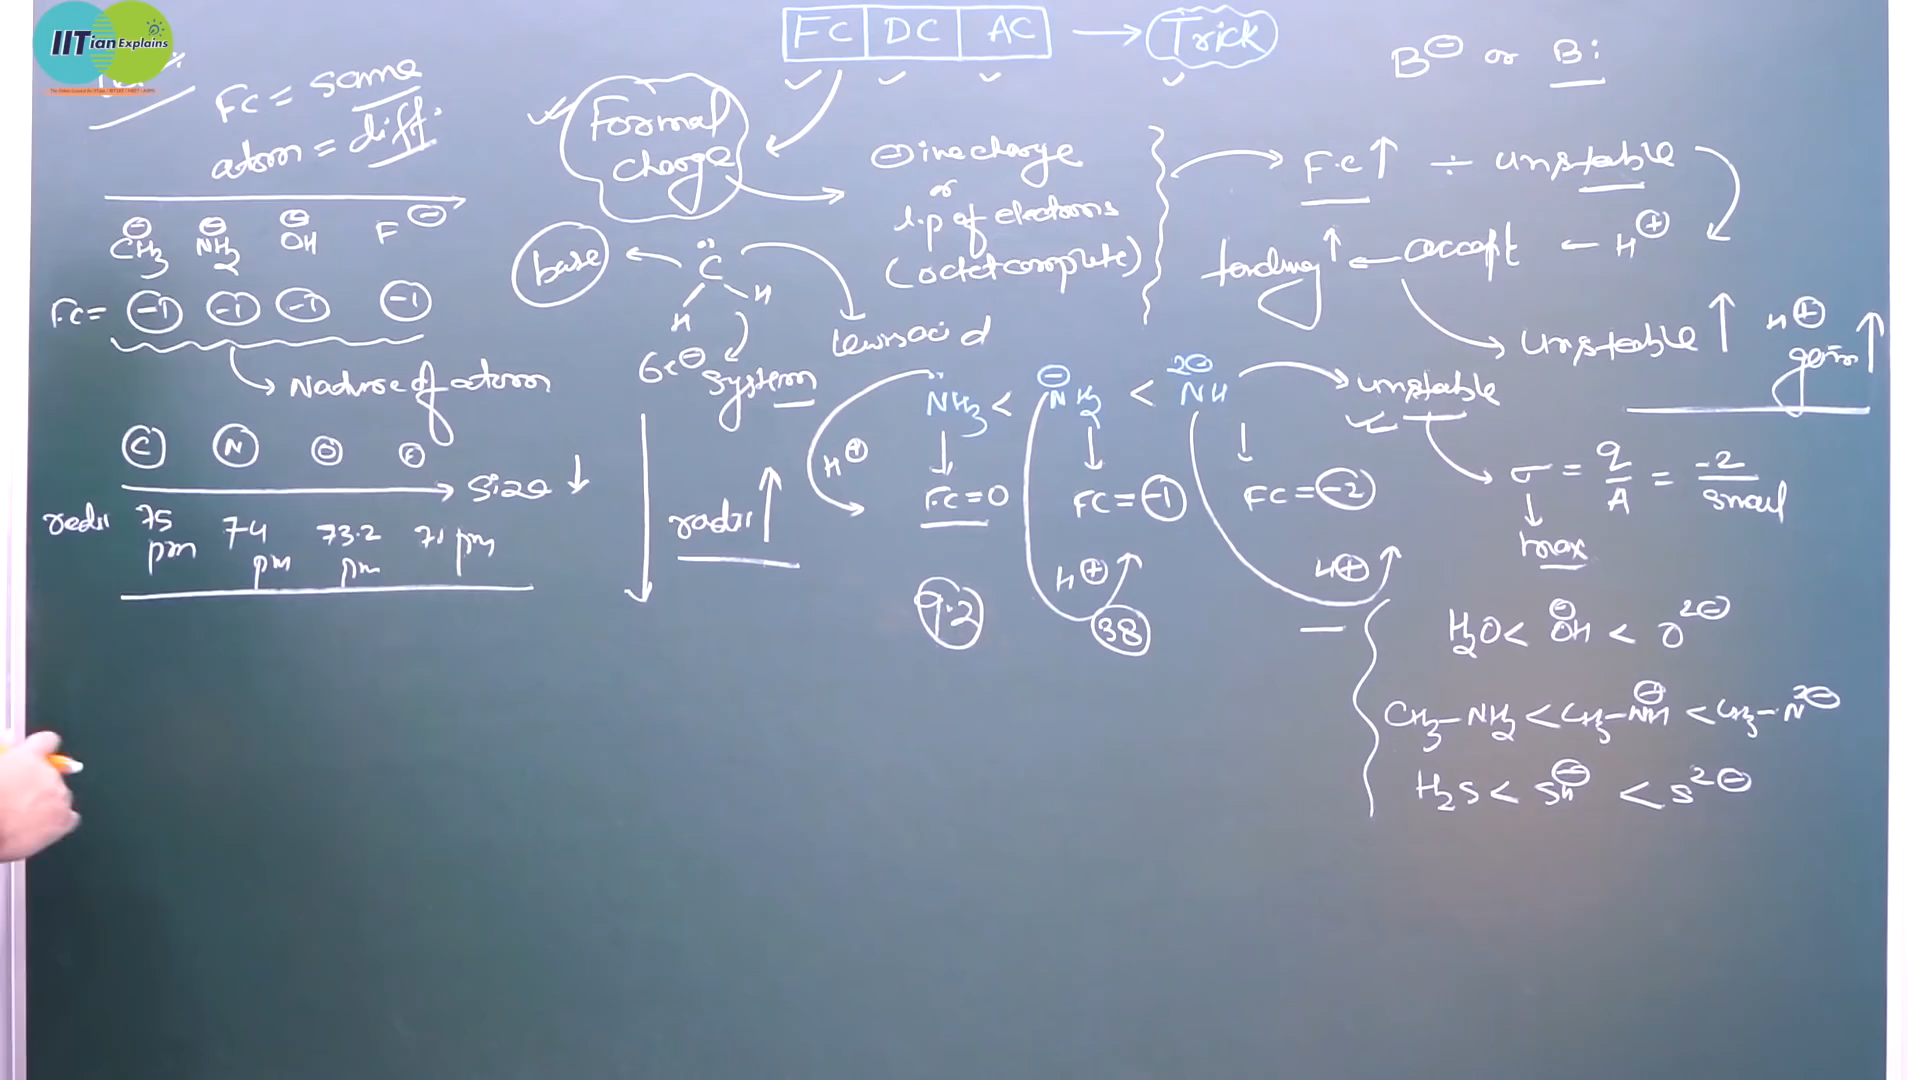 IITian Explains
FC DC AC → Trick
B⊖ or B:
FC = same
atom = diff.
CH3⊖ NH2⊖ OH⊖ F⊖
F.C = -1 -1 -1 -1
Nature of atom
C N O F
Size ↓
radii 75 pm 74 pm 73.2 pm 71 pm
Formal charge
⊖ive charge
or
l.p of electrons
(octet complete)
base
C̈
H H
Lewis acid
6e⊖ System
radii ↑
F.C ↑ ÷ unstable
tendency ↑ ← accept ← H⊕
unstable ↑ H⊕ gain ↑
N̈H3 < NH2⊖ < NH2⊖
unstable
H⊕
FC = 0 FC = -1 FC = -2
σ = q/A = -2/small
max
H⊕ H⊕
9.2 38 —
H2O < OH⊖ < O2⊖
CH3-NH2 < CH3-NH⊖ < CH3-N2⊖
H2S < SH⊖ < S2⊖